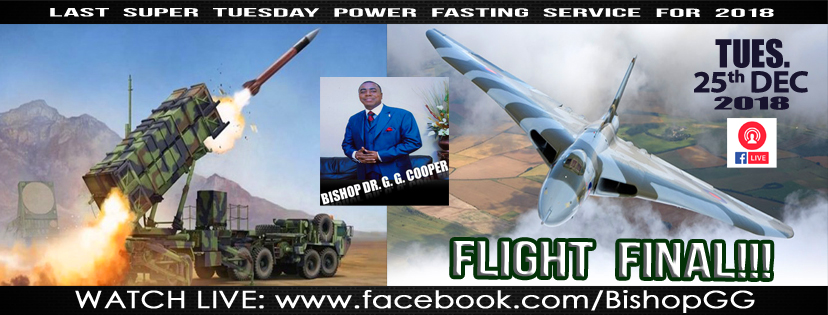 LAST SUPER TUESDAY POWER FASTING SERVICE FOR 2018
TUES.
25th DEC
2018
f LIVE
BISHOP DR. G. G. COOPER
FLIGHT FINAL!!!
WATCH LIVE: www.facebook.com/BishopGG